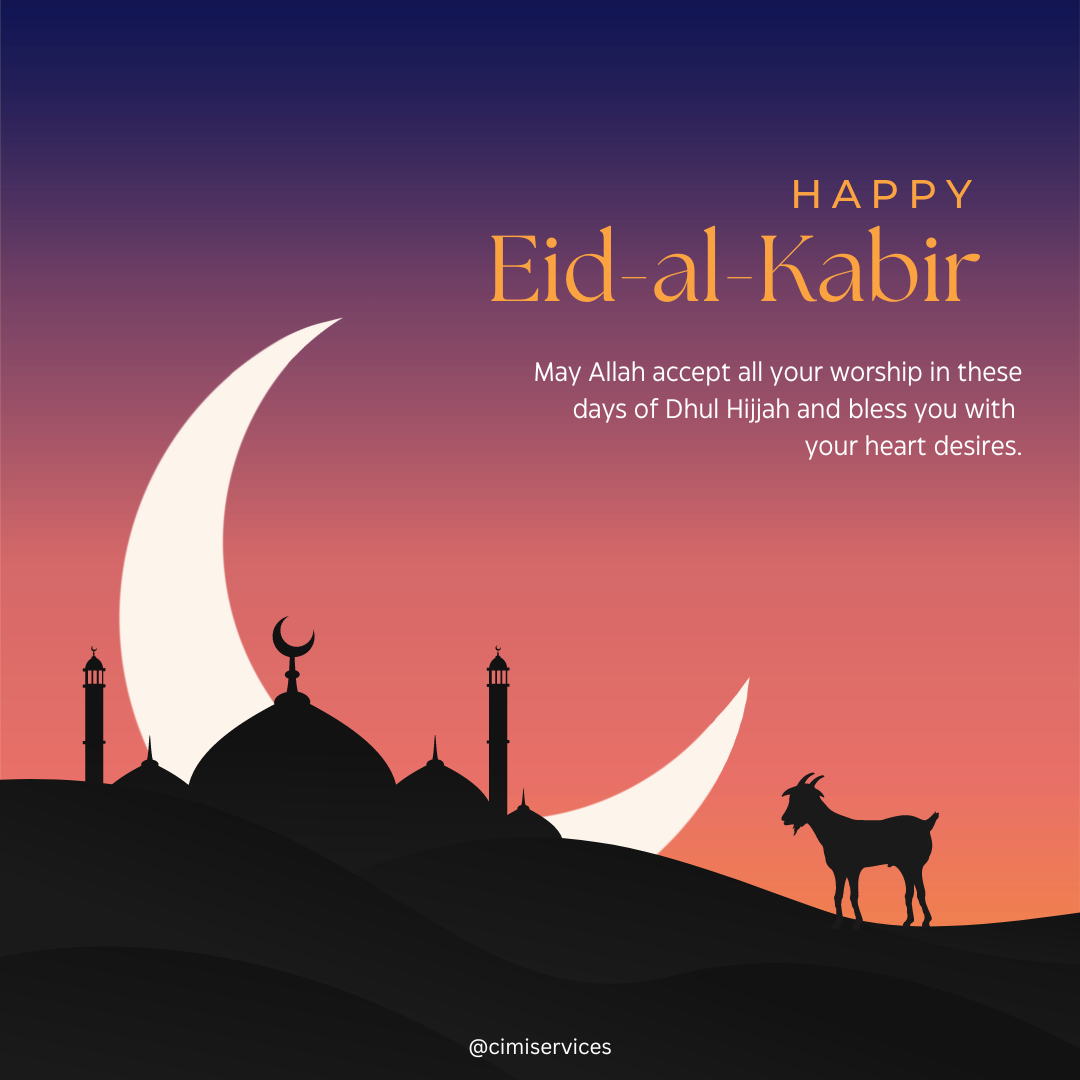 HAPPY
Eid-al-Kabir
May Allah accept all your worship in these
days of Dhul Hijjah and bless you with
your heart desires.
@cimiservices